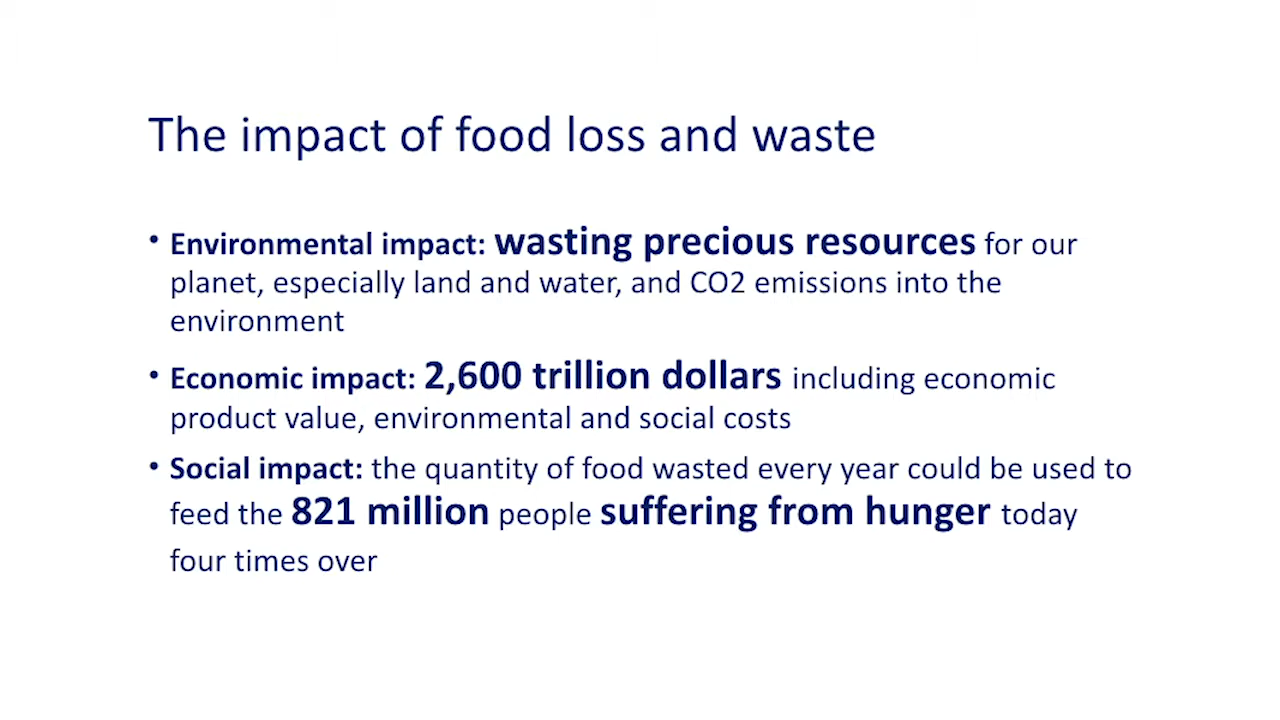 The impact of food loss and waste
• Environmental impact: wasting precious resources for our
planet, especially land and water, and CO2 emissions into the
environment
• Economic impact: 2,600 trillion dollars including economic
product value, environmental and social costs
• Social impact: the quantity of food wasted every year could be used to
feed the 821 million people suffering from hunger today
four times over